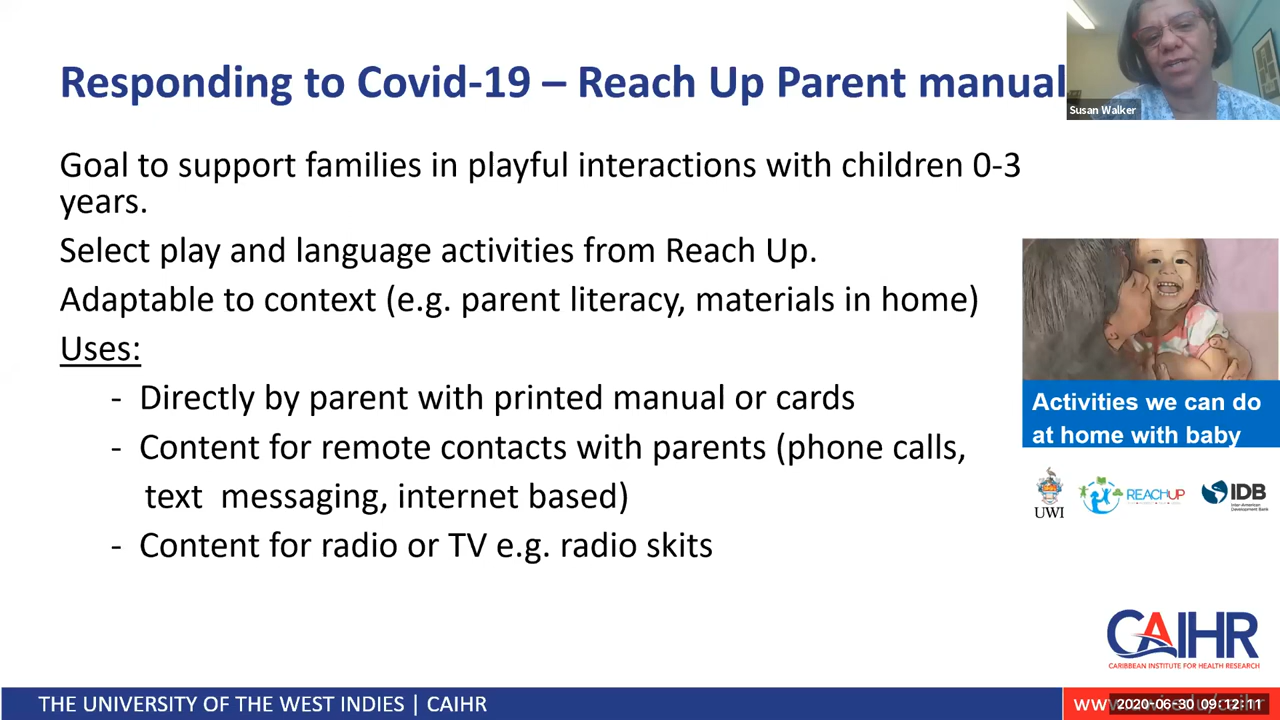 Responding to Covid-19 – Reach Up Parent manual
Susan Walker
Goal to support families in playful interactions with children 0-3
years.
Select play and language activities from Reach Up.
Adaptable to context (e.g. parent literacy, materials in home)
Uses:
- Directly by parent with printed manual or cards
- Content for remote contacts with parents (phone calls,
text messaging, internet based)
- Content for radio or TV e.g. radio skits
Activities we can do
at home with baby
UWI
REACHUP
IDB
Inter-American
Development Bank
CAIHR
CARIBBEAN INSTITUTE FOR HEALTH RESEARCH
THE UNIVERSITY OF THE WEST INDIES | CAIHR
2020-06-30 09:12:11